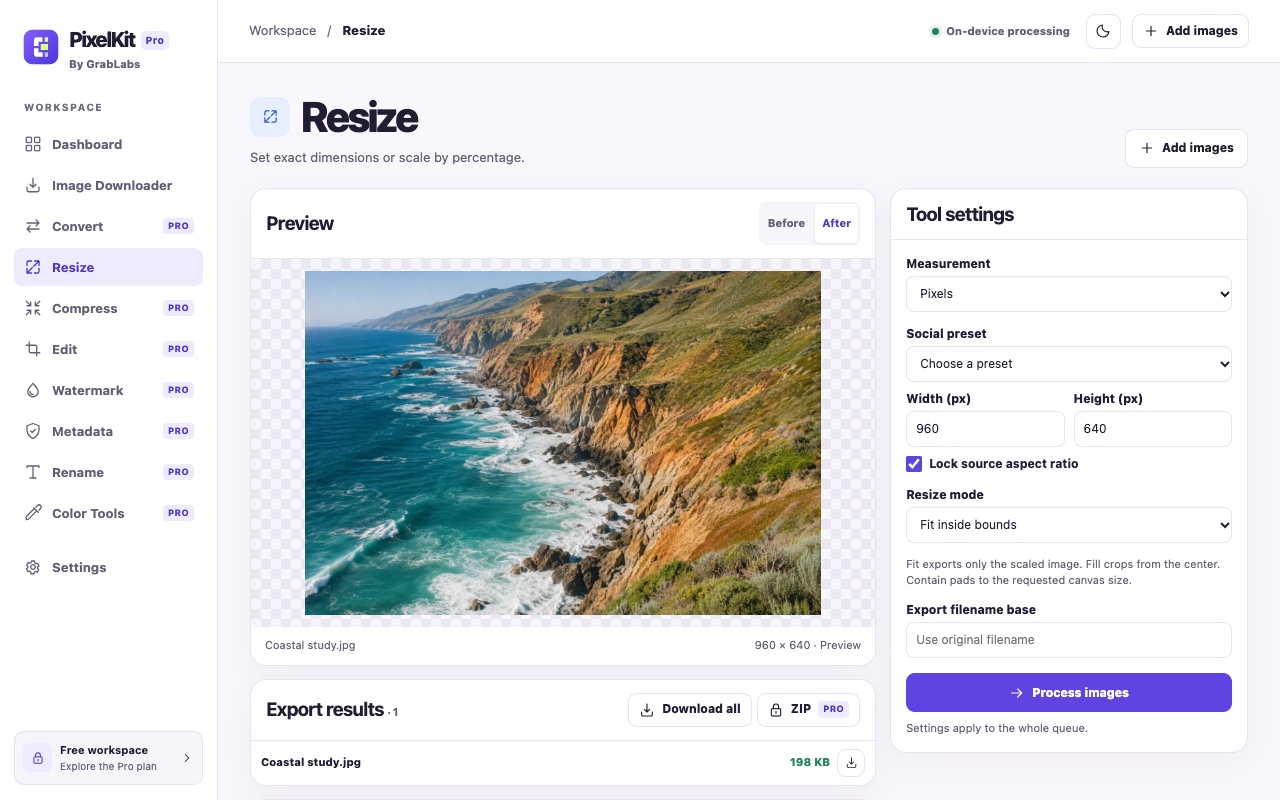 PixelKit Pro
By GrabLabs
WORKSPACE
Dashboard
Image Downloader
Convert PRO
Resize
Compress PRO
Edit PRO
Watermark PRO
Metadata PRO
Rename PRO
Color Tools PRO
Settings
Free workspace
Explore the Pro plan
Workspace / Resize
On-device processing
Add images
Resize
Set exact dimensions or scale by percentage.
Add images
Preview
Before After
Coastal study.jpg
960 × 640 · Preview
Export results · 1
Download all
ZIP PRO
Coastal study.jpg
198 KB
Tool settings
Measurement
Pixels
Social preset
Choose a preset
Width (px) Height (px)
960 640
Lock source aspect ratio
Resize mode
Fit inside bounds
Fit exports only the scaled image. Fill crops from the center.
Contain pads to the requested canvas size.
Export filename base
Use original filename
Process images
Settings apply to the whole queue.